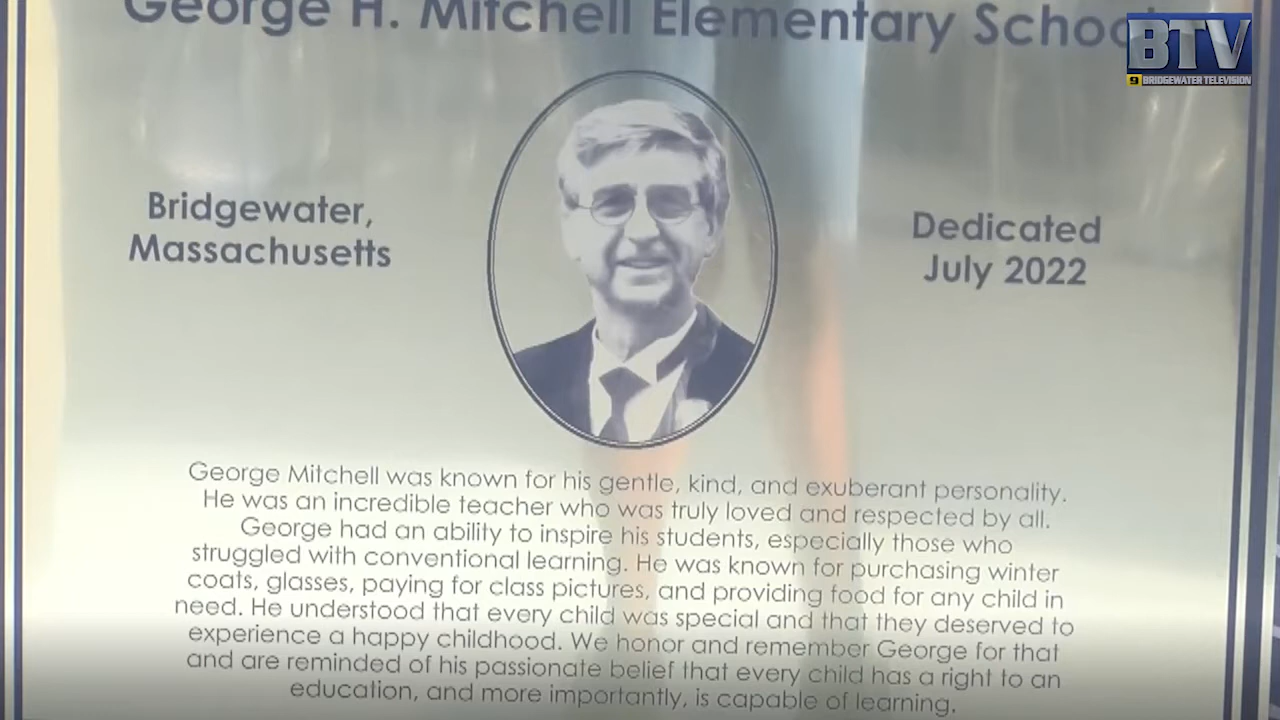 George H. Mitchell Elementary School
BTV
9 BRIDGEWATER TELEVISION
Bridgewater,
Massachusetts
Dedicated
July 2022
George Mitchell was known for his gentle, kind, and exuberant personality.
He was an incredible teacher who was truly loved and respected by all.
George had an ability to inspire his students, especially those who
struggled with conventional learning. He was known for purchasing winter
coats, glasses, paying for class pictures, and providing food for any child in
need. He understood that every child was special and that they deserved to
experience a happy childhood. We honor and remember George for that
and are reminded of his passionate belief that every child has a right to an
education, and more importantly, is capable of learning.